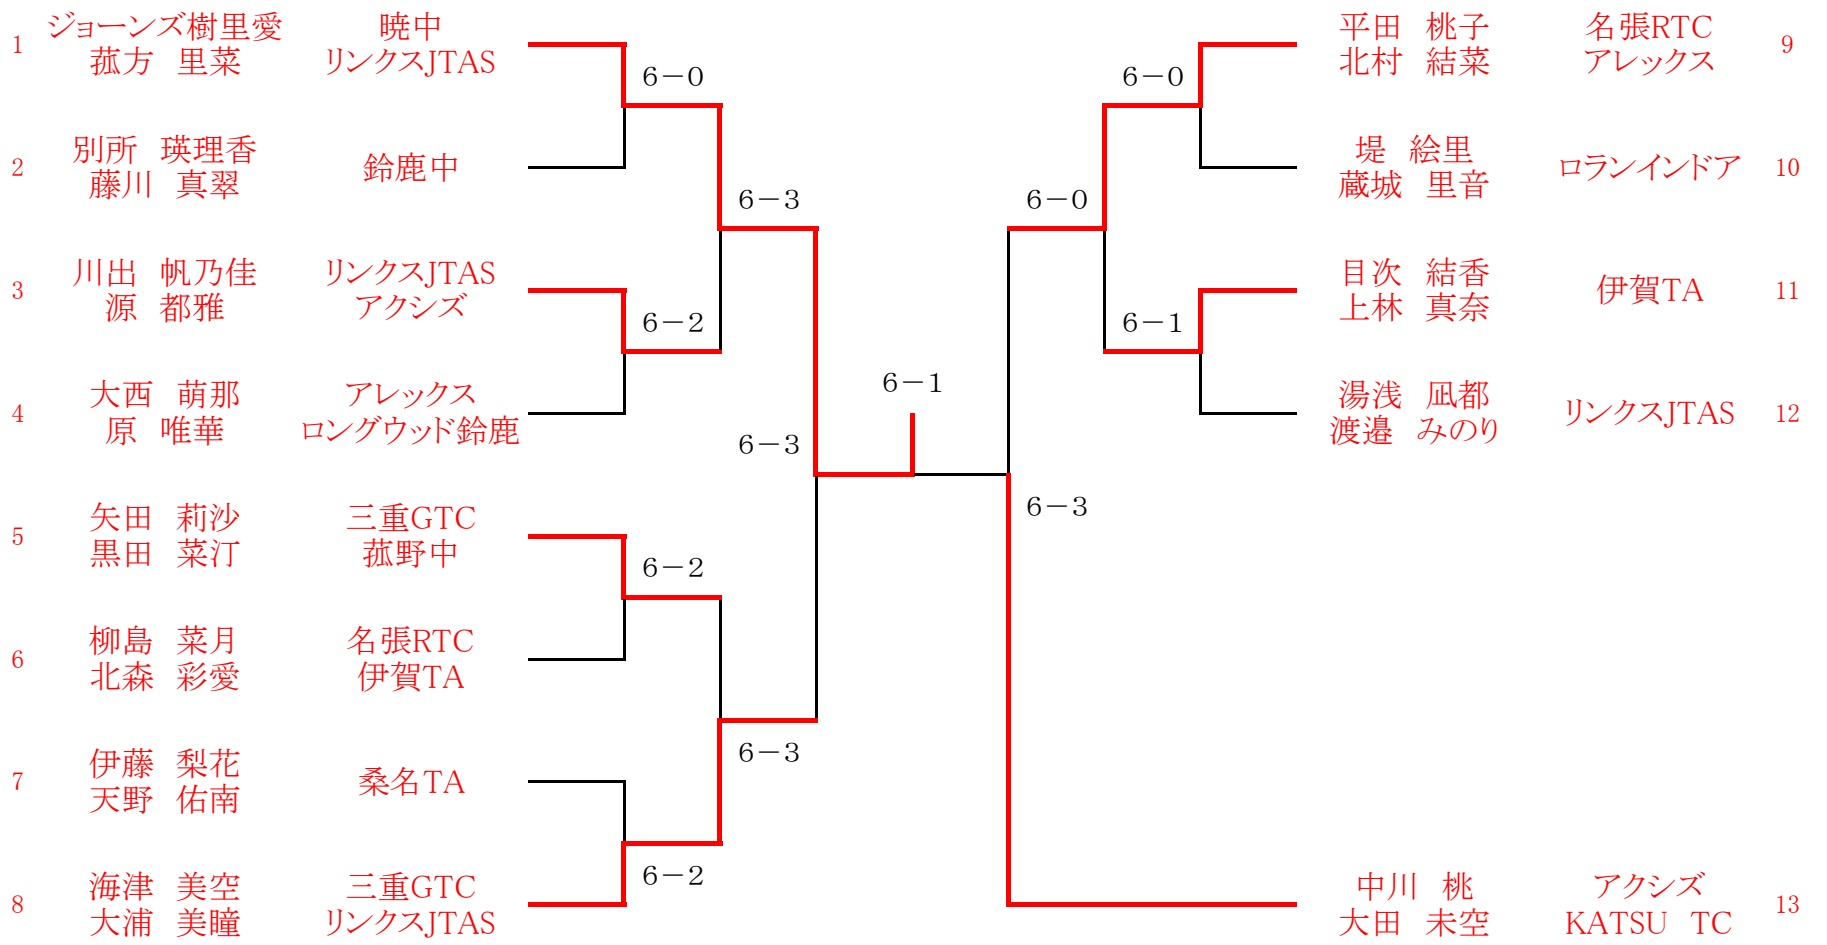 1 ジョーンズ樹里愛 暁中
菰方 里菜 リンクスJTAS
6-0
2 別所 瑛理香 鈴鹿中
藤川 真翠
6-3
3 川出 帆乃佳 リンクスJTAS
源 都雅 アクシズ
6-2
4 大西 萌那 アレックス
原 唯華 ロングウッド鈴鹿
6-3
5 矢田 莉沙 三重GTC
黒田 菜汀 菰野中
6-2
6 柳島 菜月 名張RTC
北森 彩愛 伊賀TA
6-3
7 伊藤 梨花 桑名TA
天野 佑南
6-2
8 海津 美空 三重GTC
大浦 美瞳 リンクスJTAS
6-1
平田 桃子 名張RTC 9
北村 結菜 アレックス
6-0
堤 絵里 ロランインドア 10
蔵城 里音
6-0
目次 結香 伊賀TA 11
上林 真奈
6-1
湯浅 凪都 リンクスJTAS 12
渡邉 みのり
6-3
中川 桃 アクシズ 13
大田 未空 KATSU TC